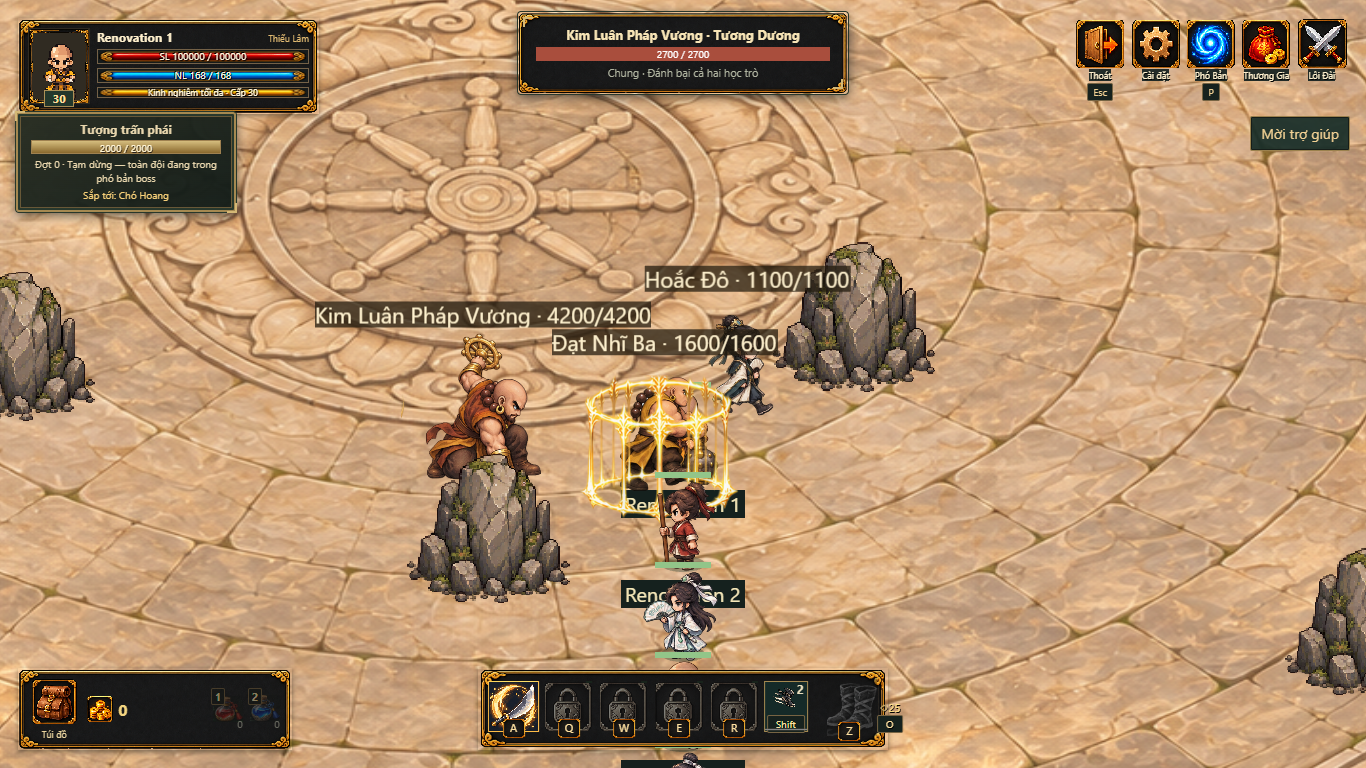 Renovation 1
Thiếu Lâm
SL 100000 / 100000
NL 168 / 168
Kinh nghiệm tối đa · Cấp 30
30
Tượng trấn phái
2000 / 2000
Đợt 0 · Tạm dừng — toàn đội đang trong
phó bản boss
Sắp tới: Chó Hoang
Kim Luân Pháp Vương · Tương Dương
2700 / 2700
Chung · Đánh bại cả hai học trò
Thoát
Cài đặt
Phó Bản
Thương Gia
Lôi Đài
Esc
P
Mời trợ giúp
Hoắc Đô · 1100/1100
Kim Luân Pháp Vương · 4200/4200
Đạt Nhĩ Ba · 1600/1600
1
2
Túi đồ
0
1
0
2
0
A
Q
W
E
R
2
Shift
Z
25
O